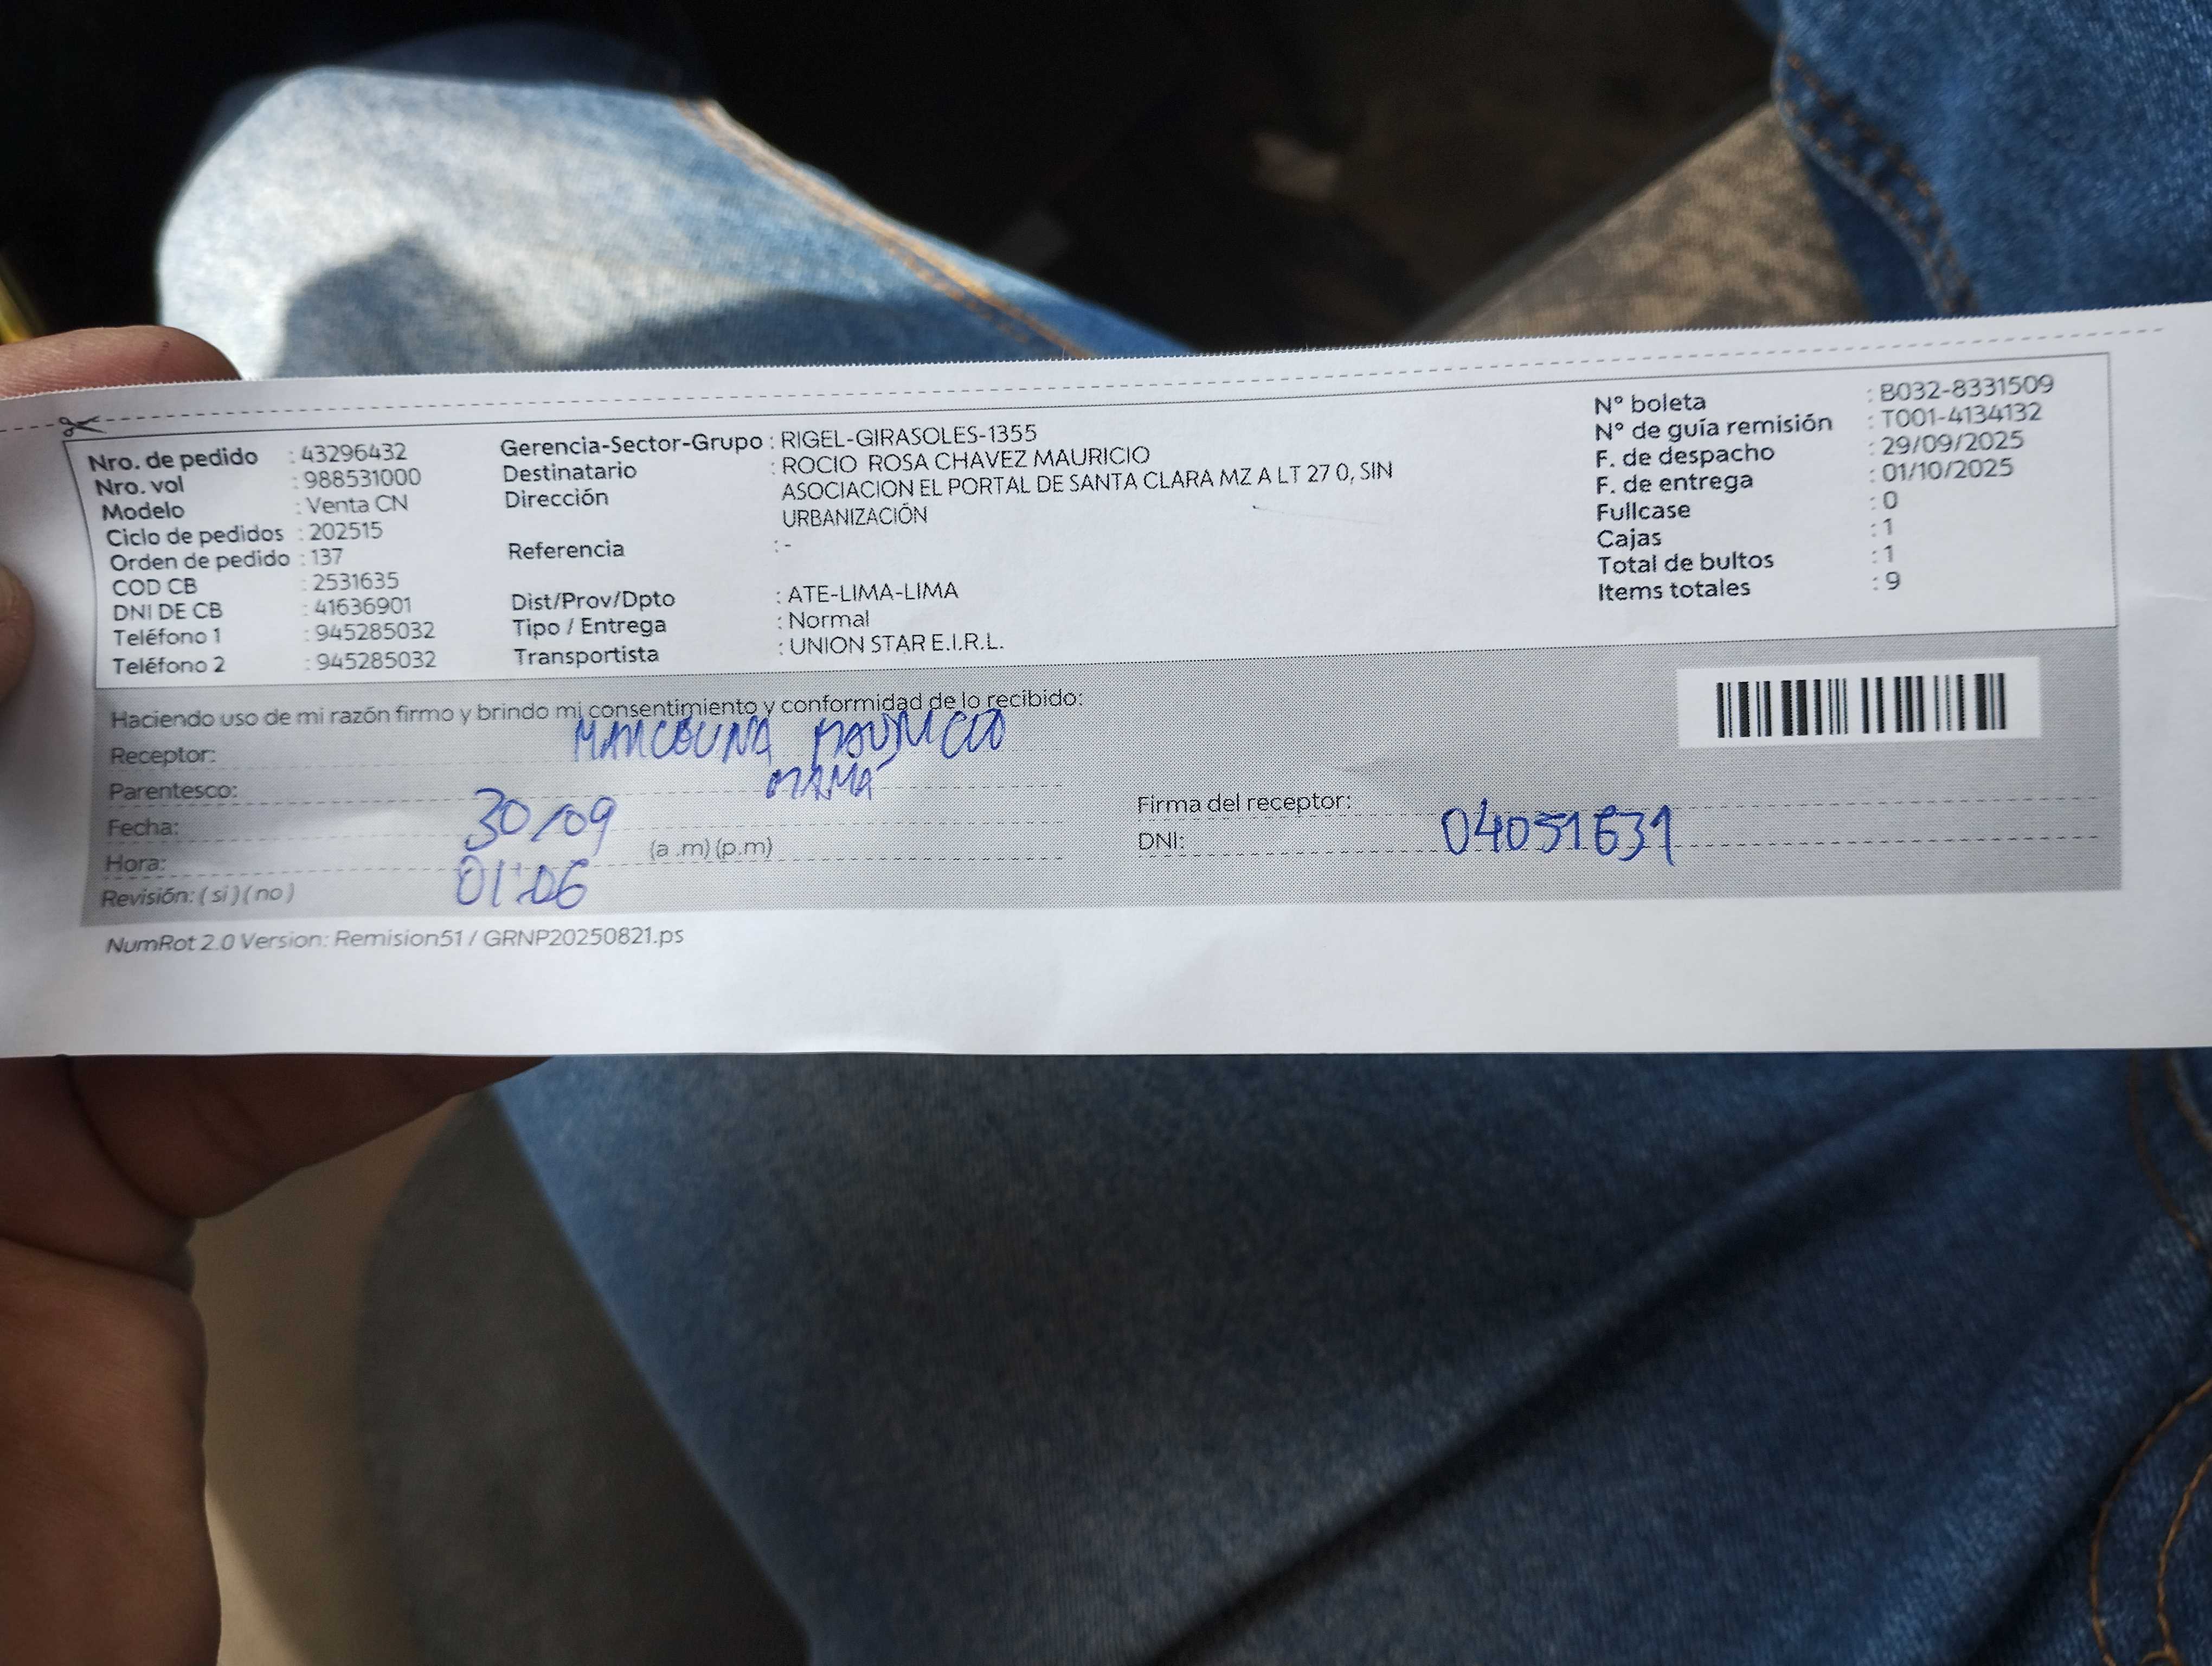 Nro. de pedido : 43296432
Nro. vol : 988531000
Modelo : Venta CN
Ciclo de pedidos : 202515
Orden de pedido : 137
COD CB : 2531635
DNI DE CB : 41636901
Teléfono 1 : 945285032
Teléfono 2 : 945285032
Gerencia-Sector-Grupo : RIGEL-GIRASOLES-1355
Destinatario : ROCIO ROSA CHAVEZ MAURICIO
Dirección ASOCIACION EL PORTAL DE SANTA CLARA MZ A LT 27 0, SIN
URBANIZACIÓN
Referencia : -
Dist/Prov/Dpto : ATE-LIMA-LIMA
Tipo / Entrega : Normal
Transportista : UNION STAR E.I.R.L.
N° boleta : B032-8331509
N° de guía remisión : T001-4134132
F. de despacho : 29/09/2025
F. de entrega : 01/10/2025
Fullcase : 0
Cajas : 1
Total de bultos : 1
Items totales : 9
Haciendo uso de mi razón firmo y brindo mi consentimiento y conformidad de lo recibido:
Receptor: MAURICIO
Parentesco: MAMÁ
Fecha: 30/09
Hora: 01:06 (a .m) (p.m)
Revisión: ( si ) ( no )
Firma del receptor:
DNI: 04051631
NumRot 2.0 Version: Remision51 / GRNP20250821.ps